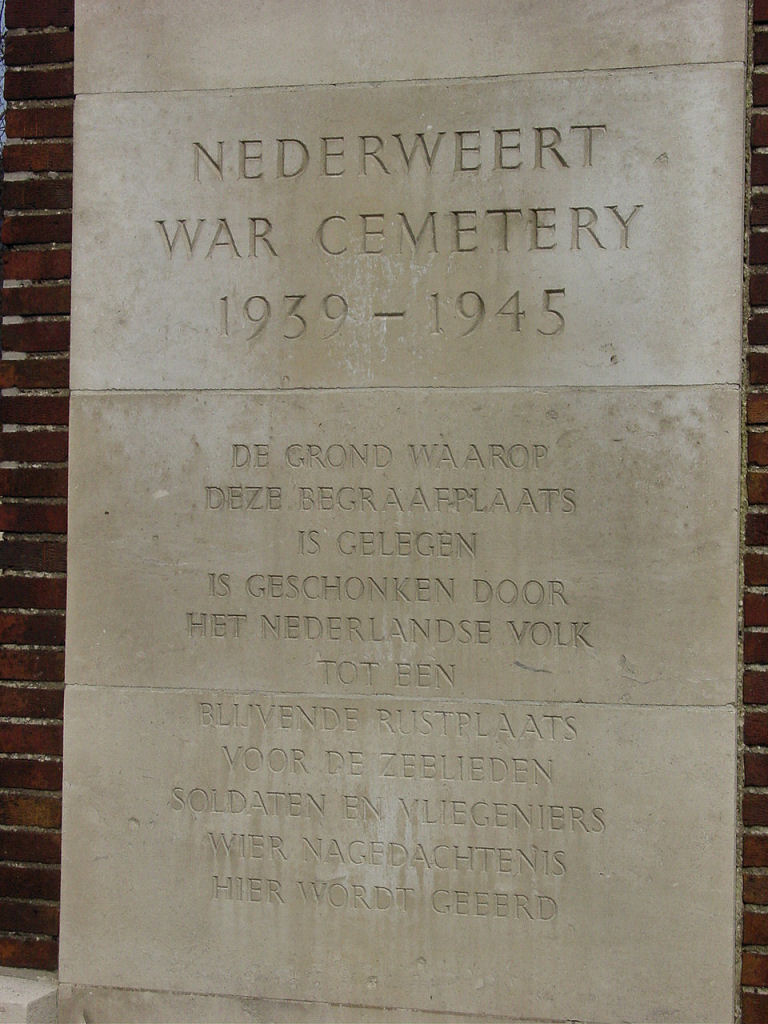 NEDERWEERT
WAR CEMETERY
1939 – 1945
DE GROND WAAROP
DEZE BEGRAAFPLAATS
IS GELEGEN
IS GESCHONKEN DOOR
HET NEDERLANDSE VOLK
TOT EEN
BLIJVENDE RUSTPLAATS
VOOR DE ZEELIEDEN
SOLDATEN EN VLIEGENIERS
WIER NAGEDACHTENIS
HIER WORDT GEEERD